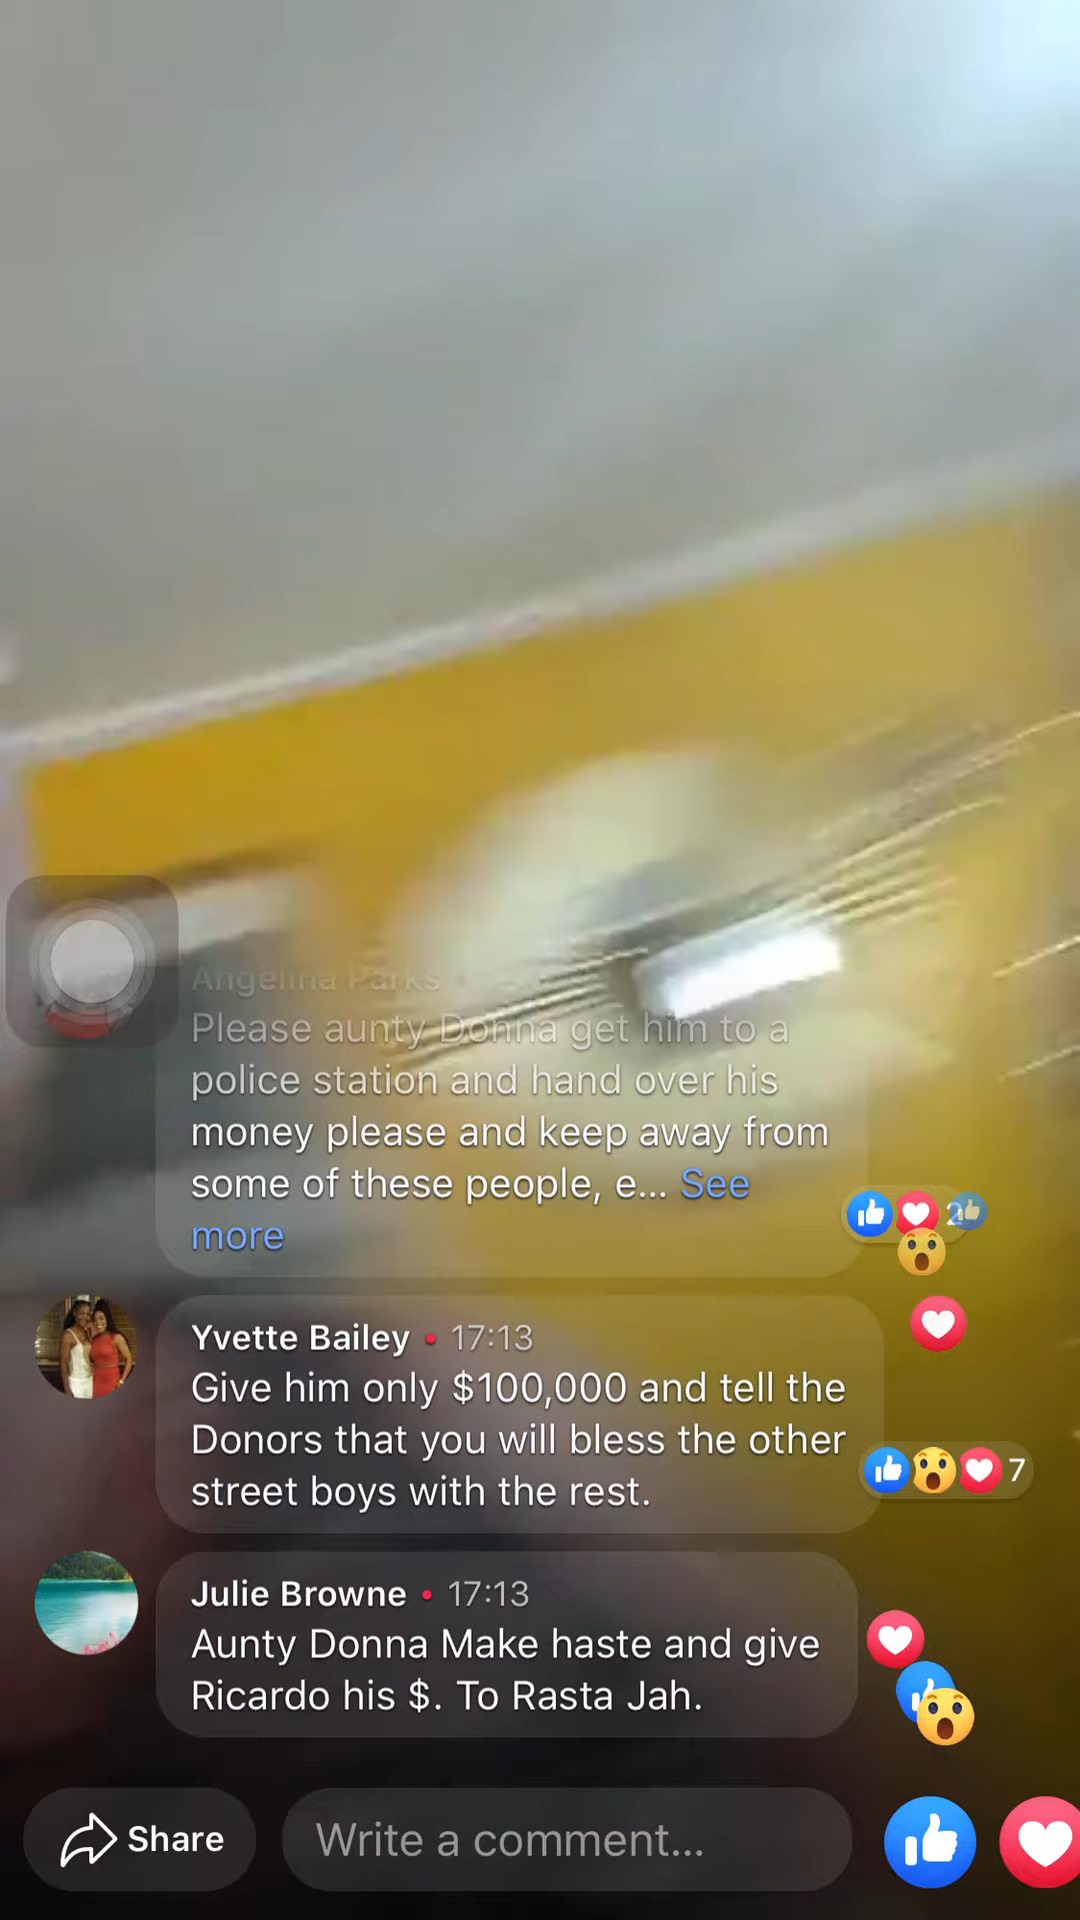 Angelina Parks
Please aunty Donna get him to a
police station and hand over his
money please and keep away from
some of these people, e... See
more
2
Yvette Bailey • 17:13
Give him only $100,000 and tell the
Donors that you will bless the other
street boys with the rest.
7
Julie Browne • 17:13
Aunty Donna Make haste and give
Ricardo his $. To Rasta Jah.
Share
Write a comment...